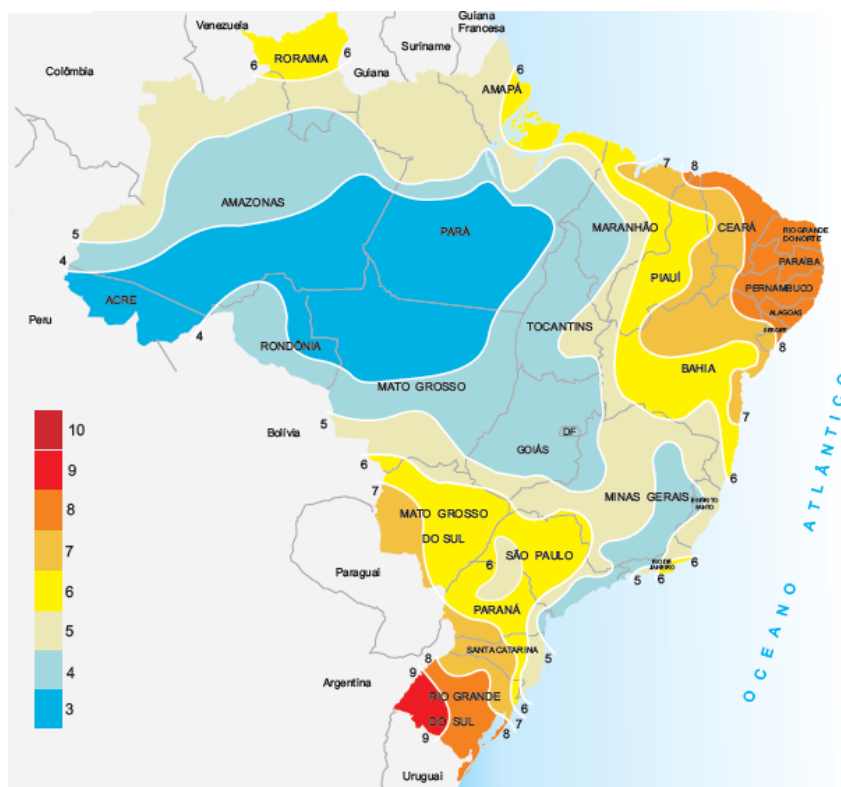 Venezuela
Guiana
Francesa
Suriname
Colômbia
6
RORAIMA
6
Guiana
6
AMAPÁ
7
8
AMAZONAS
MARANHÃO
CEARÁ
RIO GRANDE
DO NORTE
PARÁ
5
4
PARAÍBA
PIAUÍ
PERNAMBUCO
ACRE
ALAGOAS
SERGIPE
Peru
4
RONDÔNIA
TOCANTINS
8
MATO GROSSO
BAHIA
7
5
Bolívia
DF
GOIÁS
6
6
7
MINAS GERAIS
ESPÍRITO
SANTO
MATO GROSSO
DO SUL
SÃO PAULO
6
Paraguai
RIO DE
JANEIRO
5
6
6
PARANÁ
SANTA CATARINA
5
8
9
Argentina
RIO GRANDE
DO SUL
6
7
8
9
Uruguai
10
9
8
7
6
5
4
3
OCEANO ATLÂNTICO